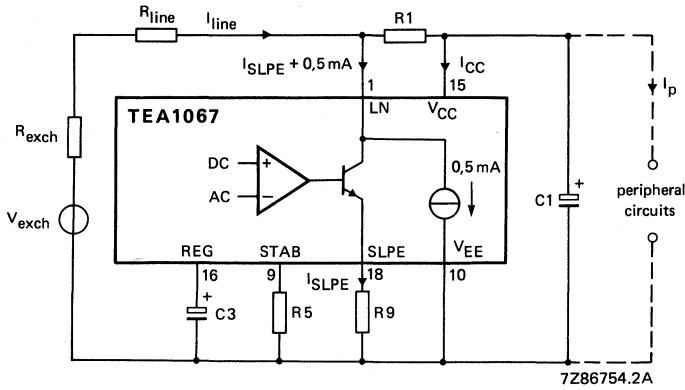 Rline
Iline
R1
ISLPE + 0,5 mA
ICC
1
15
LN
VCC
Ip
TEA1067
Rexch
DC
+
AC
−
0,5 mA
C1
+
peripheral
circuits
Vexch
REG
STAB
SLPE
VEE
16
9
18
10
ISLPE
+
C3
R5
R9
7Z86754.2A